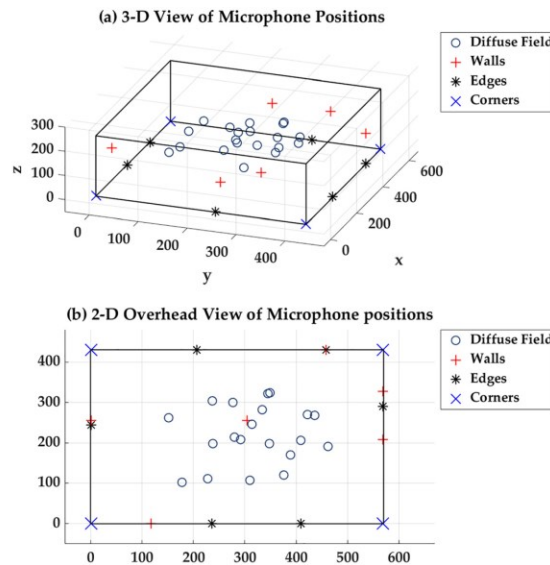 (a) 3-D View of Microphone Positions
Diffuse Field
Walls
Edges
Corners
300
200
100
0
z
0
100
200
300
400
y
0
200
400
600
x
(b) 2-D Overhead View of Microphone positions
Diffuse Field
Walls
Edges
Corners
400
300
200
100
0
0
100
200
300
400
500
600